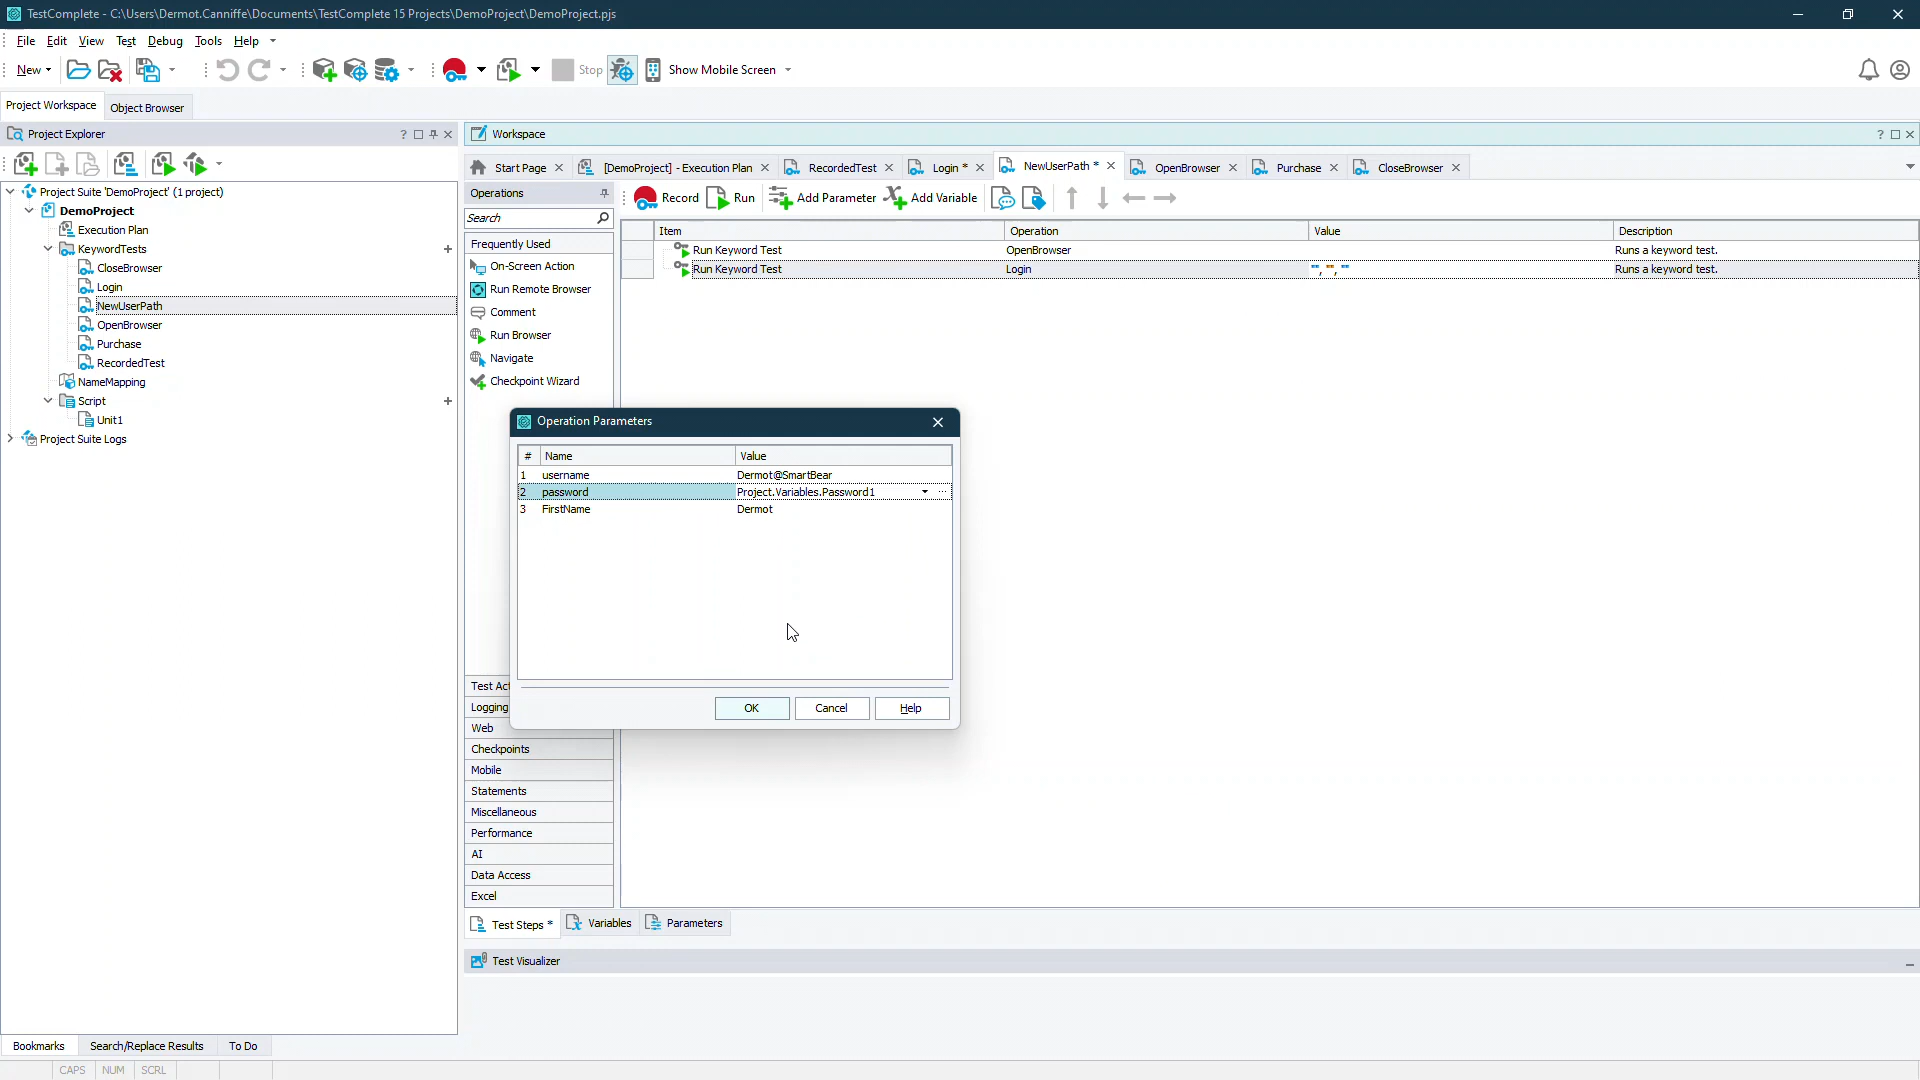 TestComplete - C:\Users\Dermot.Canniffe\Documents\TestComplete 15 Projects\DemoProject\DemoProject.pjs
File Edit View Test Debug Tools Help
New Stop Show Mobile Screen
Project Workspace Object Browser
Project Explorer
Workspace
Start Page [DemoProject] - Execution Plan RecordedTest Login * NewUserPath * OpenBrowser Purchase CloseBrowser
Project Suite 'DemoProject' (1 project)
DemoProject
Execution Plan
KeywordTests
CloseBrowser
Login
NewUserPath
OpenBrowser
Purchase
RecordedTest
NameMapping
Script
Unit1
Project Suite Logs
Operations
Search
Frequently Used
On-Screen Action
Run Remote Browser
Comment
Run Browser
Navigate
Checkpoint Wizard
Test Act
Logging
Web
Checkpoints
Mobile
Statements
Miscellaneous
Performance
AI
Data Access
Excel
Record Run Add Parameter Add Variable
Item Operation Value Description
Run Keyword Test OpenBrowser Runs a keyword test.
Run Keyword Test Login "", "", "" Runs a keyword test.
Operation Parameters
# Name Value
1 username Dermot@SmartBear
2 password Project.Variables.Password1 ...
3 FirstName Dermot
OK Cancel Help
Test Steps * Variables Parameters
Test Visualizer
Bookmarks Search/Replace Results To Do
CAPS NUM SCRL